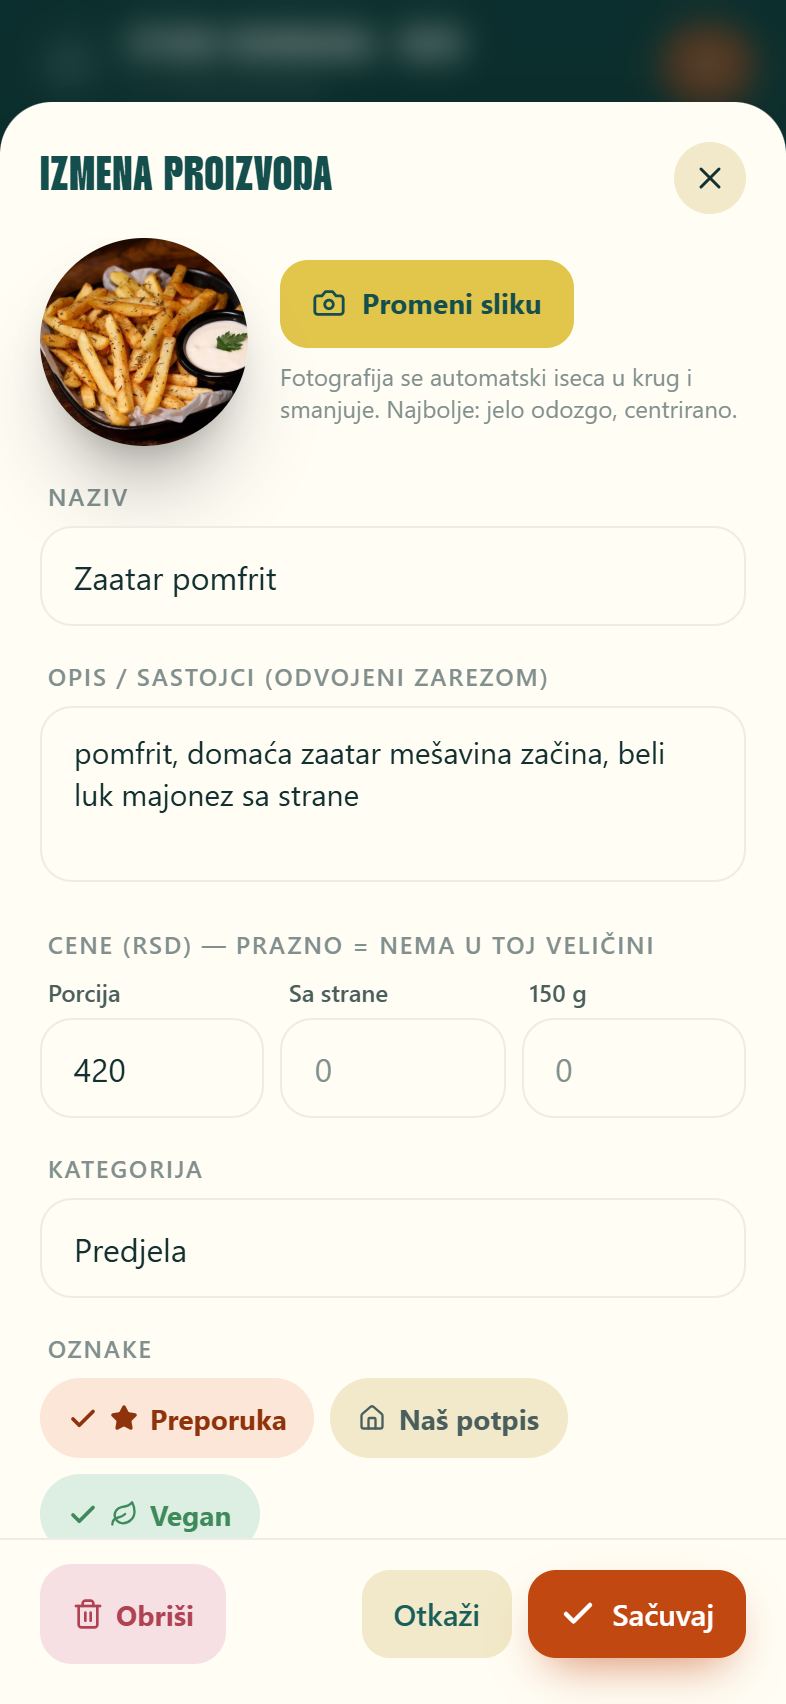 IZMENA PROIZVODA
Promeni sliku
Fotografija se automatski iseca u krug i
smanjuje. Najbolje: jelo odozgo, centrirano.
NAZIV
Zaatar pomfrit
OPIS / SASTOJCI (ODVOJENI ZAREZOM)
pomfrit, domaća zaatar mešavina začina, beli
luk majonez sa strane
CENE (RSD) — PRAZNO = NEMA U TOJ VELIČINI
Porcija Sa strane 150 g
420 0 0
KATEGORIJA
Predjela
OZNAKE
Preporuka Naš potpis
Vegan
Obriši Otkaži Sačuvaj